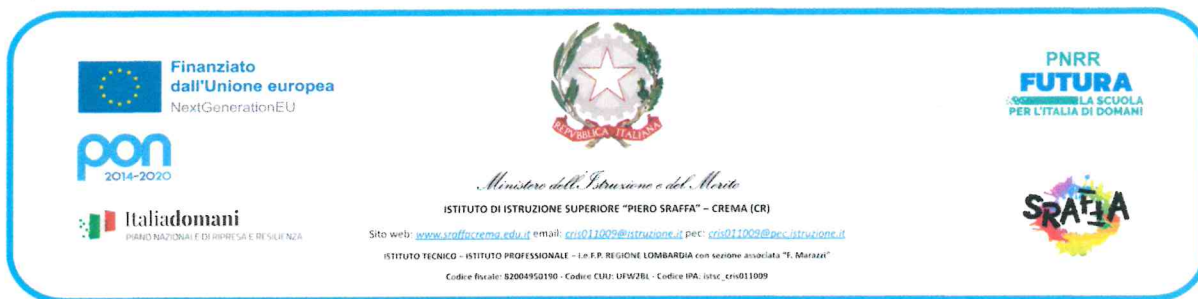 Finanziato
dall'Unione europea
NextGenerationEU
pon
2014-2020
Italiadomani
PIANO NAZIONALE DI RIPRESA E RESILIENZA
REPVBBLICA ITALIANA
Ministero dell'Istruzione e del Merito
ISTITUTO DI ISTRUZIONE SUPERIORE "PIERO SRAFFA" – CREMA (CR)
Sito web: www.sraffacrema.edu.it email: cris011009@istruzione.it pec: cris011009@pec.istruzione.it
ISTITUTO TECNICO – ISTITUTO PROFESSIONALE – I.e.F.P. REGIONE LOMBARDIA con sezione associata "F. Marazzi"
Codice fiscale: 82004950190 - Codice CUU: UFW2BL - Codice IPA: istsc_cris011009
PNRR
FUTURA
LA SCUOLA
PER L'ITALIA DI DOMANI
SRAFFA